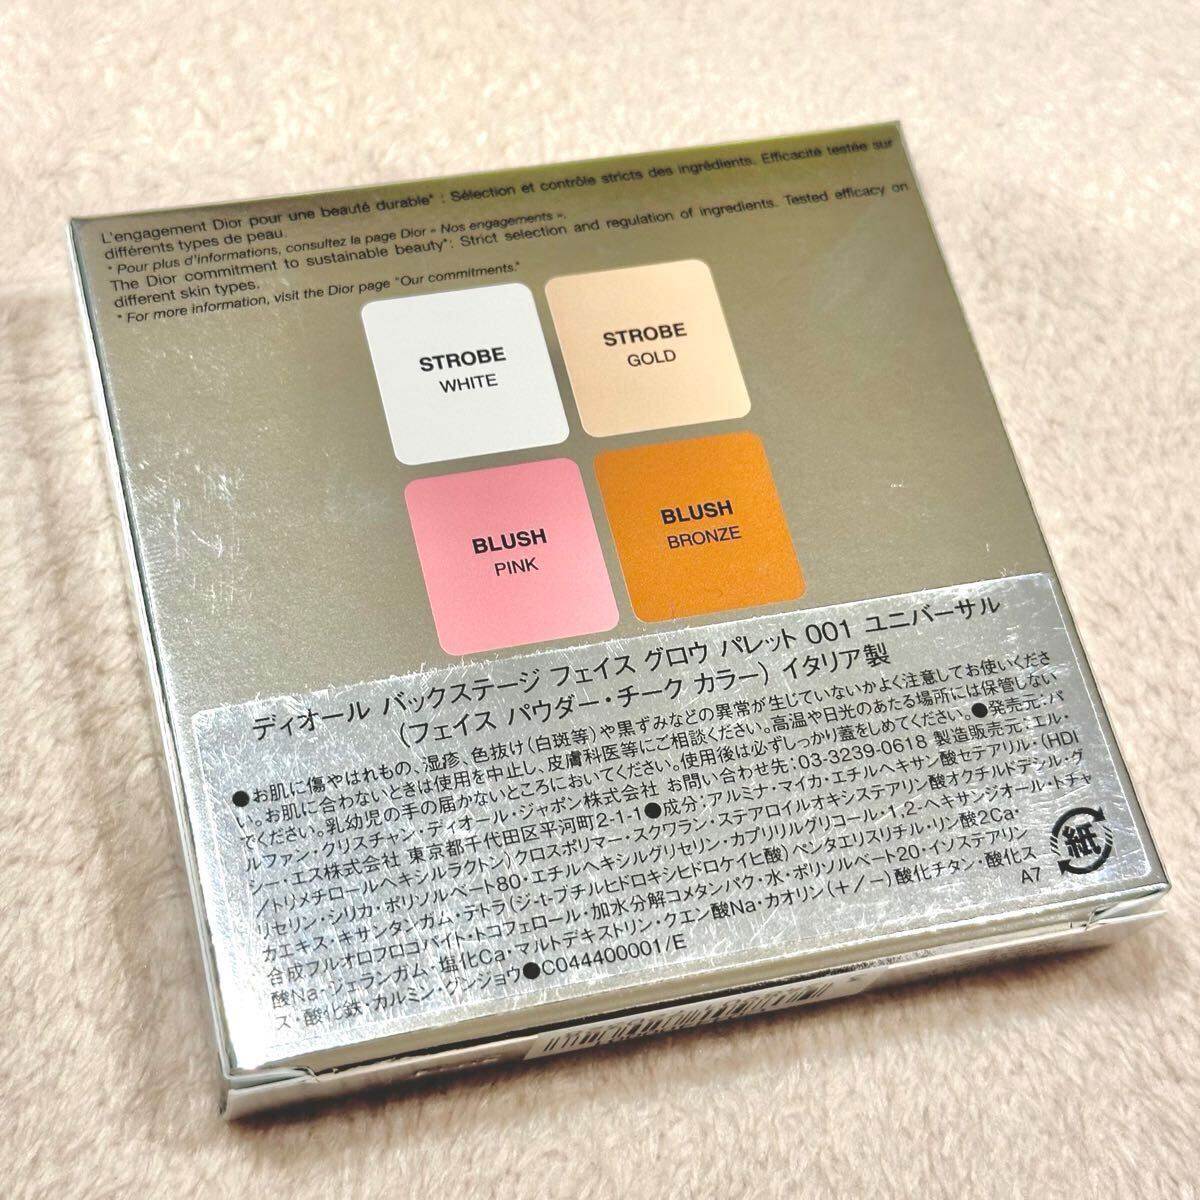 L'engagement Dior pour une beauté durable* : Sélection et contrôle stricts des ingrédients. Efficacité testée sur
différents types de peau.
* Pour plus d'informations, consultez la page Dior « Nos engagements ».
The Dior commitment to sustainable beauty*: Strict selection and regulation of ingredients. Tested efficacy on
different skin types.
* For more information, visit the Dior page "Our commitments."
STROBE
WHITE
STROBE
GOLD
BLUSH
PINK
BLUSH
BRONZE
ディオール バックステージ フェイス グロウ パレット 001 ユニバーサル
(フェイス パウダー・チーク カラー) イタリア製
●お肌に傷やはれもの、湿疹、色抜け(白斑等)や黒ずみなどの異常が生じていないかよく注意してお使いくださ
い。お肌に合わないときは使用を中止し、皮膚科医等にご相談ください。高温や日光のあたる場所には保管しない
でください。乳幼児の手の届かないところにおいてください。使用後は必ずしっかり蓋をしめてください。●発売元:パ
ルファン・クリスチャン・ディオール・ジャポン株式会社 お問い合わせ先:03-3239-0618 製造販売元:エル・
シー・エス株式会社 東京都千代田区平河町2-1-1●成分:アルミナ・マイカ・エチルヘキサン酸セテアリル・(HDI
/トリメチロールヘキシルラクトン)クロスポリマー・スクワラン・ステアロイルオキシステアリン酸オクチルドデシル・グ
リセリン・シリカ・ポリソルベート80・エチルヘキシルグリセリン・カプリリルグリコール・1,2-ヘキサンジオール・トチャ
カエキス・キサンタンガム・テトラ(ジ-t-ブチルヒドロキシヒドロケイヒ酸)ペンタエリスリチル・リン酸2Ca・
合成フルオロフロゴパイト・トコフェロール・加水分解コメタンパク・水・ポリソルベート20・イソステアリン
酸Na・ジェランガム・塩化Ca・マルトデキストリン・クエン酸Na・カオリン(+/−)酸化チタン・酸化ス
ズ・酸化鉄・カルミン・グンジョウ●C044400001/E
紙
A7